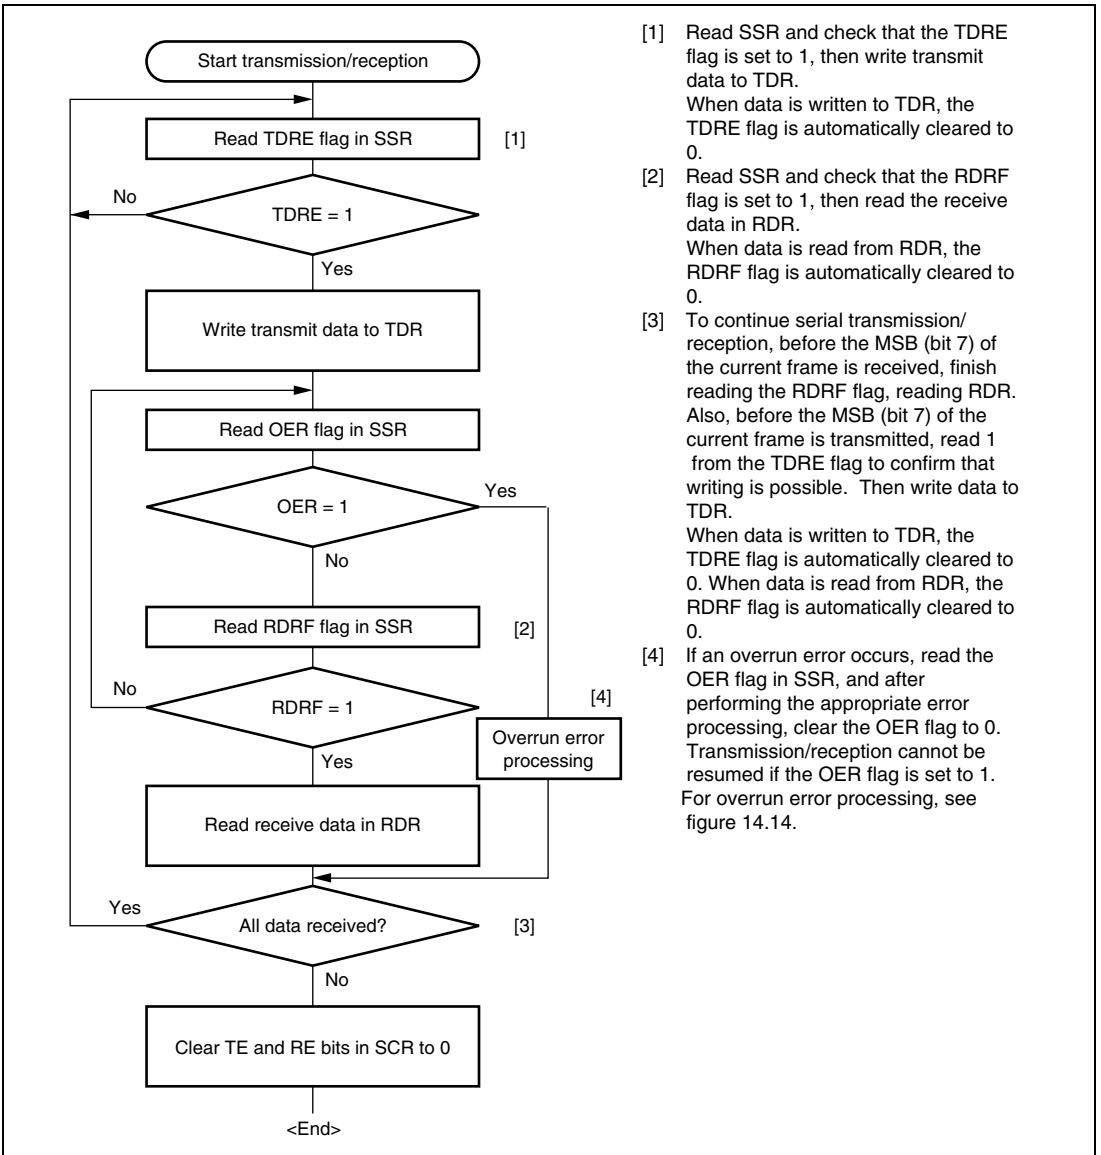 Start transmission/reception
Read TDRE flag in SSR
[1]
No
TDRE = 1
Yes
Write transmit data to TDR
Read OER flag in SSR
OER = 1
Yes
No
Read RDRF flag in SSR
[2]
No
RDRF = 1
[4]
Overrun error
processing
Yes
Read receive data in RDR
Yes
All data received?
[3]
No
Clear TE and RE bits in SCR to 0
<End>
[1] Read SSR and check that the TDRE
flag is set to 1, then write transmit
data to TDR.
When data is written to TDR, the
TDRE flag is automatically cleared to
0.
[2] Read SSR and check that the RDRF
flag is set to 1, then read the receive
data in RDR.
When data is read from RDR, the
RDRF flag is automatically cleared to
0.
[3] To continue serial transmission/
reception, before the MSB (bit 7) of
the current frame is received, finish
reading the RDRF flag, reading RDR.
Also, before the MSB (bit 7) of the
current frame is transmitted, read 1
from the TDRE flag to confirm that
writing is possible. Then write data to
TDR.
When data is written to TDR, the
TDRE flag is automatically cleared to
0. When data is read from RDR, the
RDRF flag is automatically cleared to
0.
[4] If an overrun error occurs, read the
OER flag in SSR, and after
performing the appropriate error
processing, clear the OER flag to 0.
Transmission/reception cannot be
resumed if the OER flag is set to 1.
For overrun error processing, see
figure 14.14.